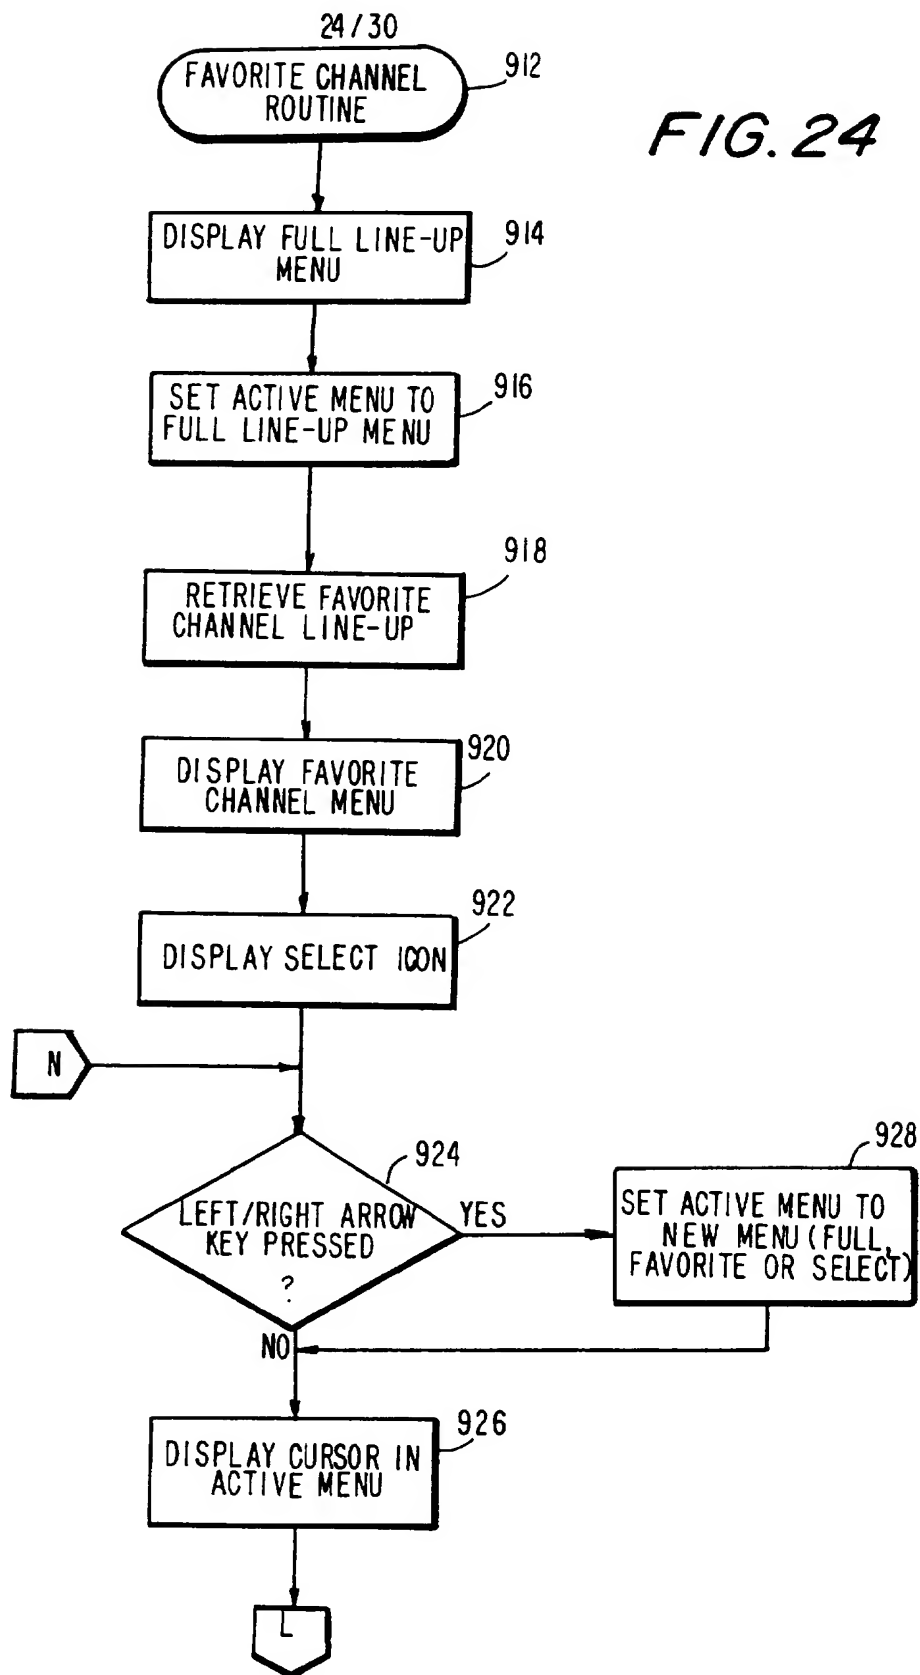 24/30
FAVORITE CHANNEL
ROUTINE
912
FIG. 24
DISPLAY FULL LINE-UP
MENU
914
SET ACTIVE MENU TO
FULL LINE-UP MENU
916
RETRIEVE FAVORITE
CHANNEL LINE-UP
918
DISPLAY FAVORITE
CHANNEL MENU
920
DISPLAY SELECT ICON
922
N
LEFT/RIGHT ARROW
KEY PRESSED
?
924
YES
SET ACTIVE MENU TO
NEW MENU (FULL,
FAVORITE OR SELECT)
928
NO
DISPLAY CURSOR IN
ACTIVE MENU
926
L